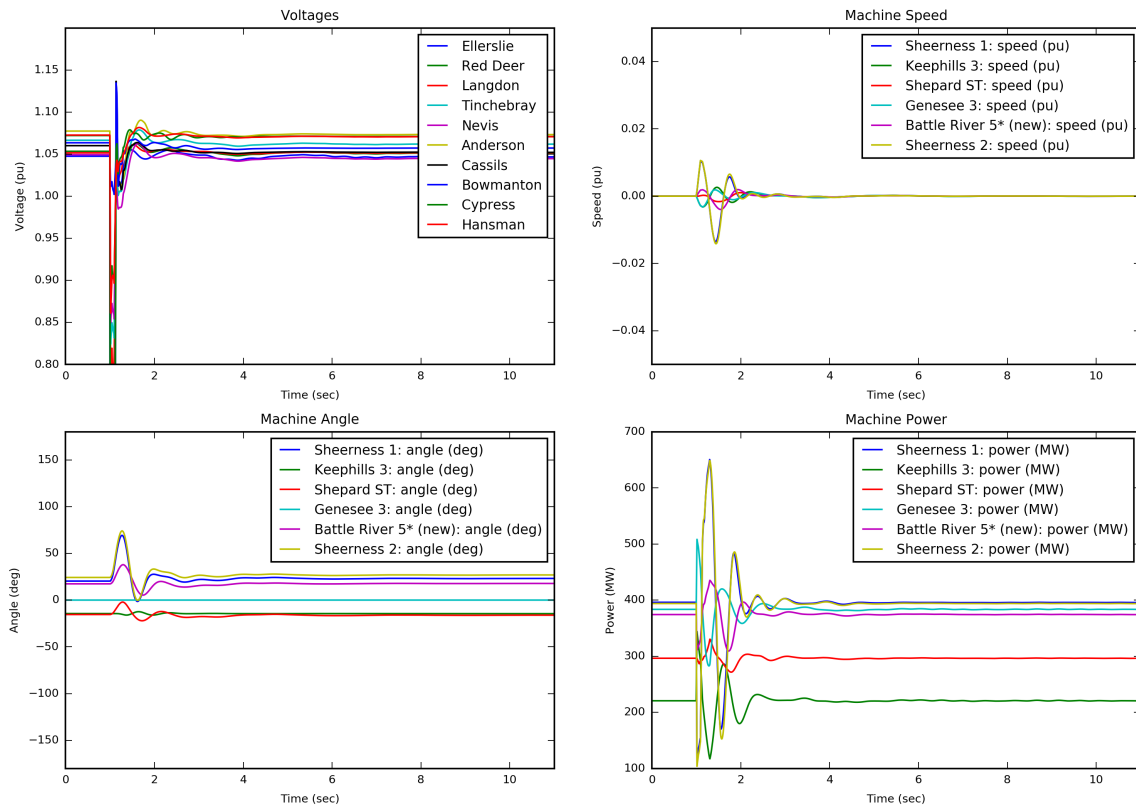 Voltages
1.15
1.10
1.05
1.00
0.95
0.90
0.85
0.80
Voltage (pu)
Ellerslie
Red Deer
Langdon
Tinchebray
Nevis
Anderson
Cassils
Bowmanton
Cypress
Hansman
0 2 4 6 8 10
Time (sec)
Machine Speed
0.04
0.02
0.00
−0.02
−0.04
Speed (pu)
Sheerness 1: speed (pu)
Keephills 3: speed (pu)
Shepard ST: speed (pu)
Genesee 3: speed (pu)
Battle River 5* (new): speed (pu)
Sheerness 2: speed (pu)
0 2 4 6 8 10
Time (sec)
Machine Angle
150
100
50
0
−50
−100
−150
Angle (deg)
Sheerness 1: angle (deg)
Keephills 3: angle (deg)
Shepard ST: angle (deg)
Genesee 3: angle (deg)
Battle River 5* (new): angle (deg)
Sheerness 2: angle (deg)
0 2 4 6 8 10
Time (sec)
Machine Power
700
600
500
400
300
200
100
Power (MW)
Sheerness 1: power (MW)
Keephills 3: power (MW)
Shepard ST: power (MW)
Genesee 3: power (MW)
Battle River 5* (new): power (MW)
Sheerness 2: power (MW)
0 2 4 6 8 10
Time (sec)